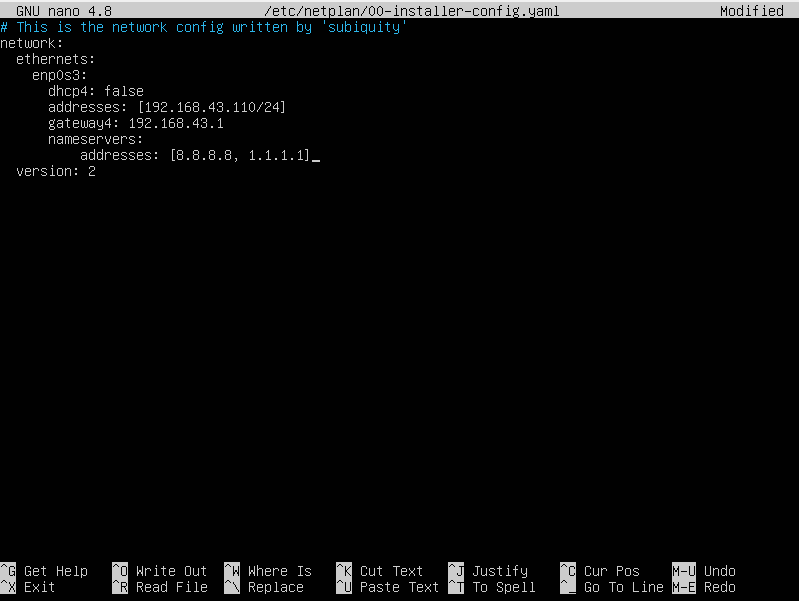 GNU nano 4.8 /etc/netplan/00-installer-config.yaml Modified
# This is the network config written by 'subiquity'
network:
  ethernets:
    enp0s3:
      dhcp4: false
      addresses: [192.168.43.110/24]
      gateway4: 192.168.43.1
      nameservers:
          addresses: [8.8.8.8, 1.1.1.1]_
  version: 2
^G Get Help ^O Write Out ^W Where Is ^K Cut Text ^J Justify ^C Cur Pos M-U Undo
^X Exit ^R Read File ^\ Replace ^U Paste Text ^T To Spell ^_ Go To Line M-E Redo